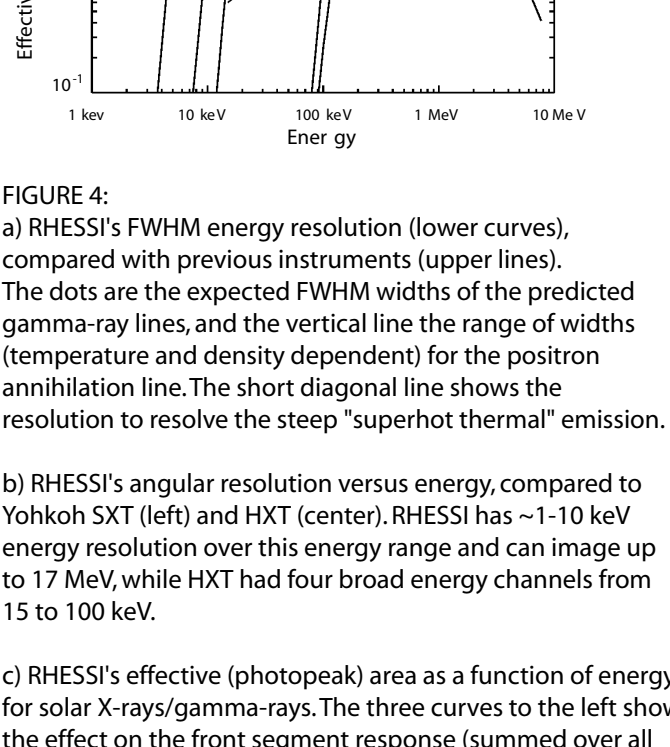 Effectiv
10-1
1 kev 10 keV 100 keV 1 MeV 10 Me V
Ener gy
FIGURE 4:
a) RHESSI's FWHM energy resolution (lower curves),
compared with previous instruments (upper lines).
The dots are the expected FWHM widths of the predicted
gamma-ray lines, and the vertical line the range of widths
(temperature and density dependent) for the positron
annihilation line. The short diagonal line shows the
resolution to resolve the steep "superhot thermal" emission.
b) RHESSI's angular resolution versus energy, compared to
Yohkoh SXT (left) and HXT (center). RHESSI has ~1-10 keV
energy resolution over this energy range and can image up
to 17 MeV, while HXT had four broad energy channels from
15 to 100 keV.
c) RHESSI's effective (photopeak) area as a function of energy
for solar X-rays/gamma-rays. The three curves to the left show
the effect on the front segment response (summed over all